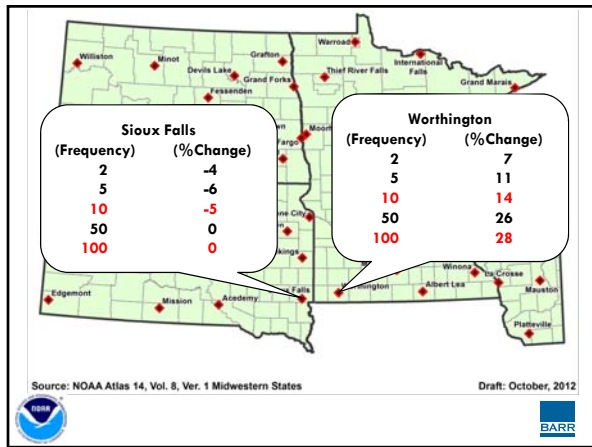 Warroad
Williston
Minot
Grafton
Devils Lake
Thief River Falls
International
Falls
Grand Forks
Grand Marais
Fessenden
Sioux Falls
(Frequency) (%Change)
2 -4
5 -6
10 -5
50 0
100 0
Worthington
(Frequency) (%Change)
2 7
5 11
10 14
50 26
100 28
Fargo
Winona
La Crosse
Edgemont
Mission
Academy
Falls
Albert Lea
Mauston
Platteville
Source: NOAA Atlas 14, Vol. 8, Ver. 1 Midwestern States
Draft: October, 2012
NOAA
BARR